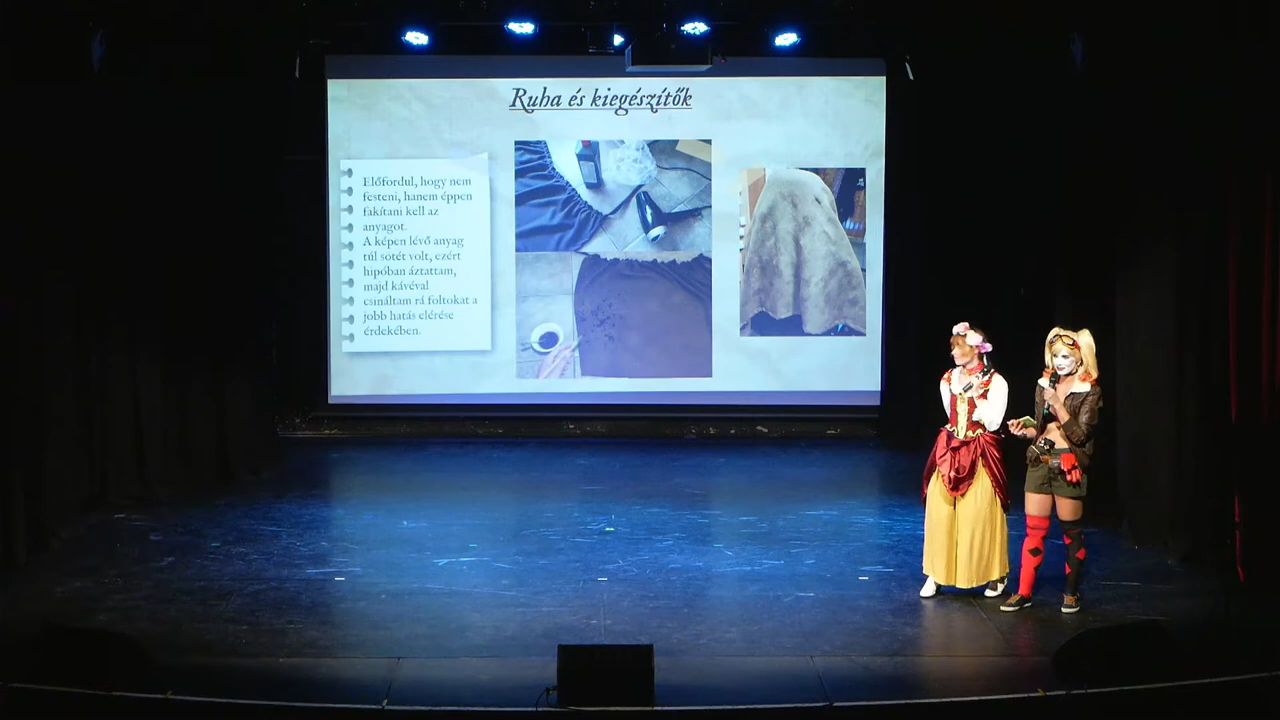 Ruha és kiegészítők
Előfordul, hogy nem
festeni, hanem éppen
fakítani kell az
anyagot.
A képen lévő anyag
túl sötét volt, ezért
hipóban áztattam,
majd kávéval
csináltam rá foltokat a
jobb hatás elérése
érdekében.